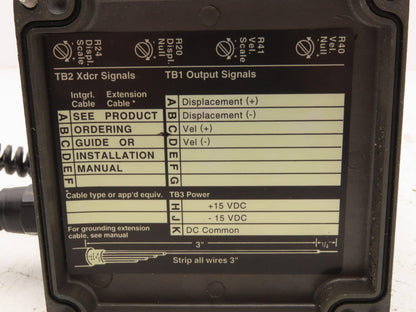 R24
Displ.
Scale
R20
Displ.
Null
R41
Vel.
Scale
R40
Vel.
Null
TB2 Xdcr Signals
TB1 Output Signals
Intgrl. Cable
Extension Cable *
A SEE PRODUCT
B ORDERING
C GUIDE OR
D INSTALLATION
E MANUAL
F
A Displacement (+)
B Displacement (-)
C Vel (+)
D Vel (-)
E
F
G
Cable type or app'd equiv.
TB3 Power
H +15 VDC
J - 15 VDC
K DC Common
For grounding extension
cable, see manual
3"
1/4"
Strip all wires 3"